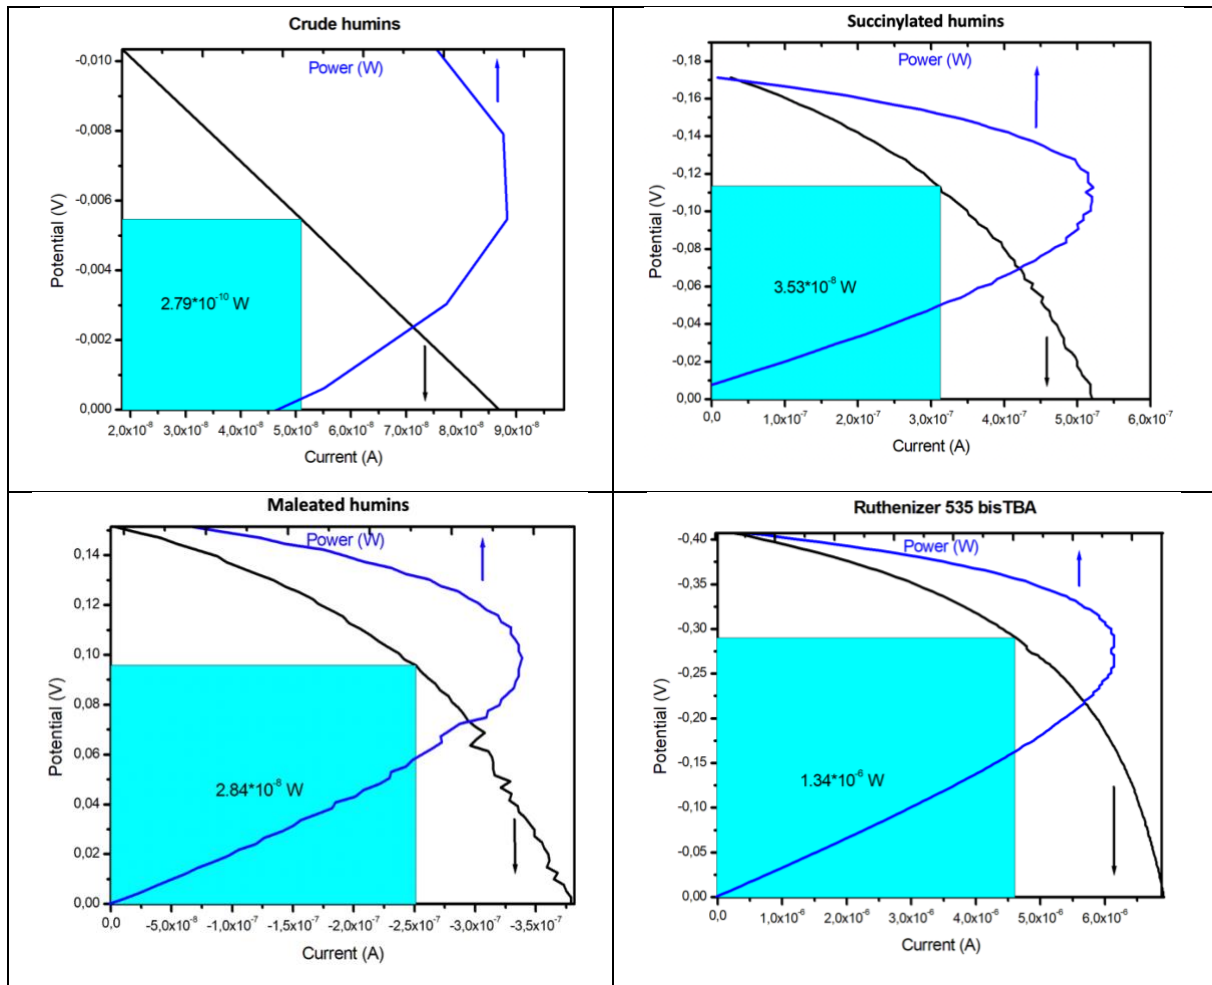 Crude humins
Power (W)
-0,010
-0,008
-0,006
-0,004
-0,002
0,000
Potential (V)
2.79*10⁻¹⁰ W
2,0x10⁻⁸ 3,0x10⁻⁸ 4,0x10⁻⁸ 5,0x10⁻⁸ 6,0x10⁻⁸ 7,0x10⁻⁸ 8,0x10⁻⁸ 9,0x10⁻⁸
Current (A)
Succinylated humins
Power (W)
-0,18
-0,16
-0,14
-0,12
-0,10
-0,08
-0,06
-0,04
-0,02
0,00
Potential (V)
3.53*10⁻⁸ W
0,0 1,0x10⁻⁷ 2,0x10⁻⁷ 3,0x10⁻⁷ 4,0x10⁻⁷ 5,0x10⁻⁷ 6,0x10⁻⁷
Current (A)
Maleated humins
Power (W)
0,14
0,12
0,10
0,08
0,06
0,04
0,02
0,00
Potential (V)
2.84*10⁻⁸ W
0,0 -5,0x10⁻⁸ -1,0x10⁻⁷ -1,5x10⁻⁷ -2,0x10⁻⁷ -2,5x10⁻⁷ -3,0x10⁻⁷ -3,5x10⁻⁷
Current (A)
Ruthenizer 535 bisTBA
Power (W)
-0,40
-0,35
-0,30
-0,25
-0,20
-0,15
-0,10
-0,05
0,00
Potential (V)
1.34*10⁻⁶ W
0,0 1,0x10⁻⁶ 2,0x10⁻⁶ 3,0x10⁻⁶ 4,0x10⁻⁶ 5,0x10⁻⁶ 6,0x10⁻⁶
Current (A)